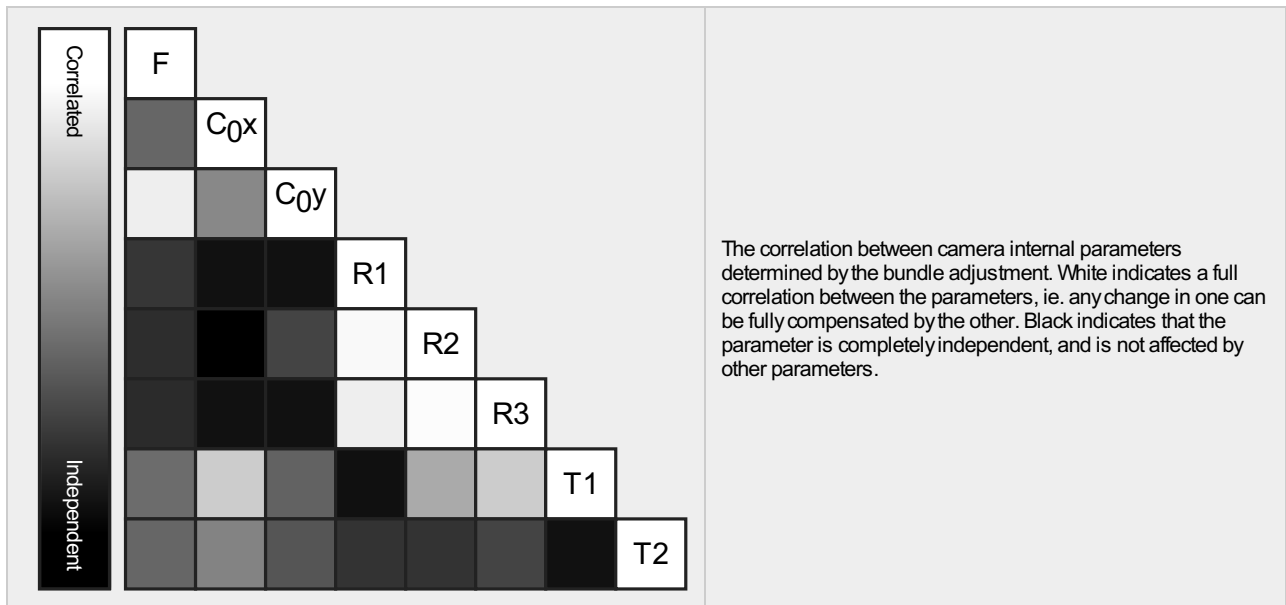 Correlated
Independent
F
C0x
C0y
R1
R2
R3
T1
T2
The correlation between camera internal parameters
determined by the bundle adjustment. White indicates a full
correlation between the parameters, ie. any change in one can
be fully compensated by the other. Black indicates that the
parameter is completely independent, and is not affected by
other parameters.